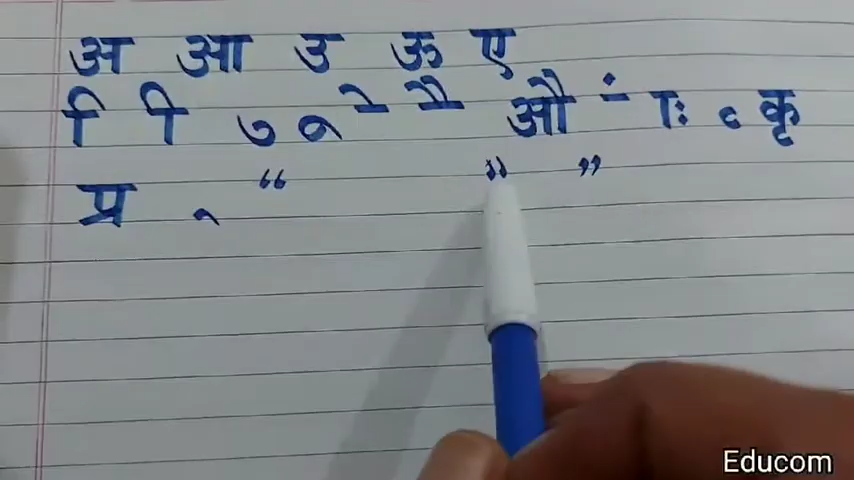 अ आ उ ऊ ए
ि ी ु ू े ै औ ं ाः ृ कृ
प्र ् “ ” ”
Educom